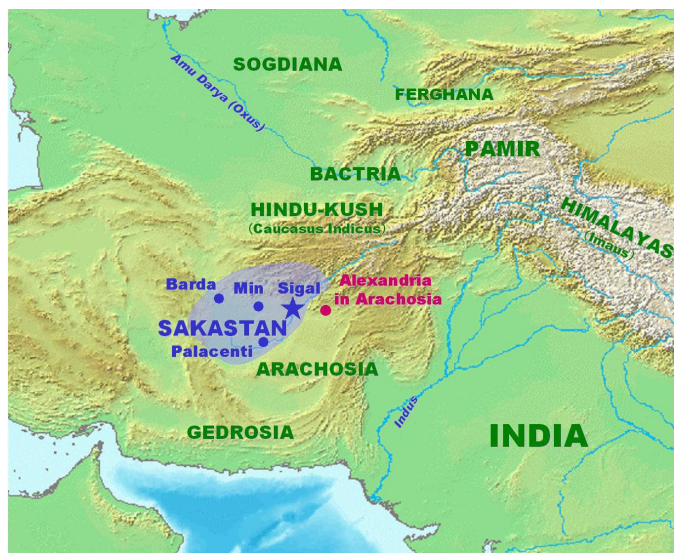 SOGDIANA
FERGHANA
Amu Darya (Oxus)
PAMIR
BACTRIA
HINDU-KUSH
(Caucasus Indicus)
HIMALAYAS
(Imaus)
Barda
Min
Sigal
Alexandria
in Arachosia
SAKASTAN
Palacenti
ARACHOSIA
GEDROSIA
Indus
INDIA